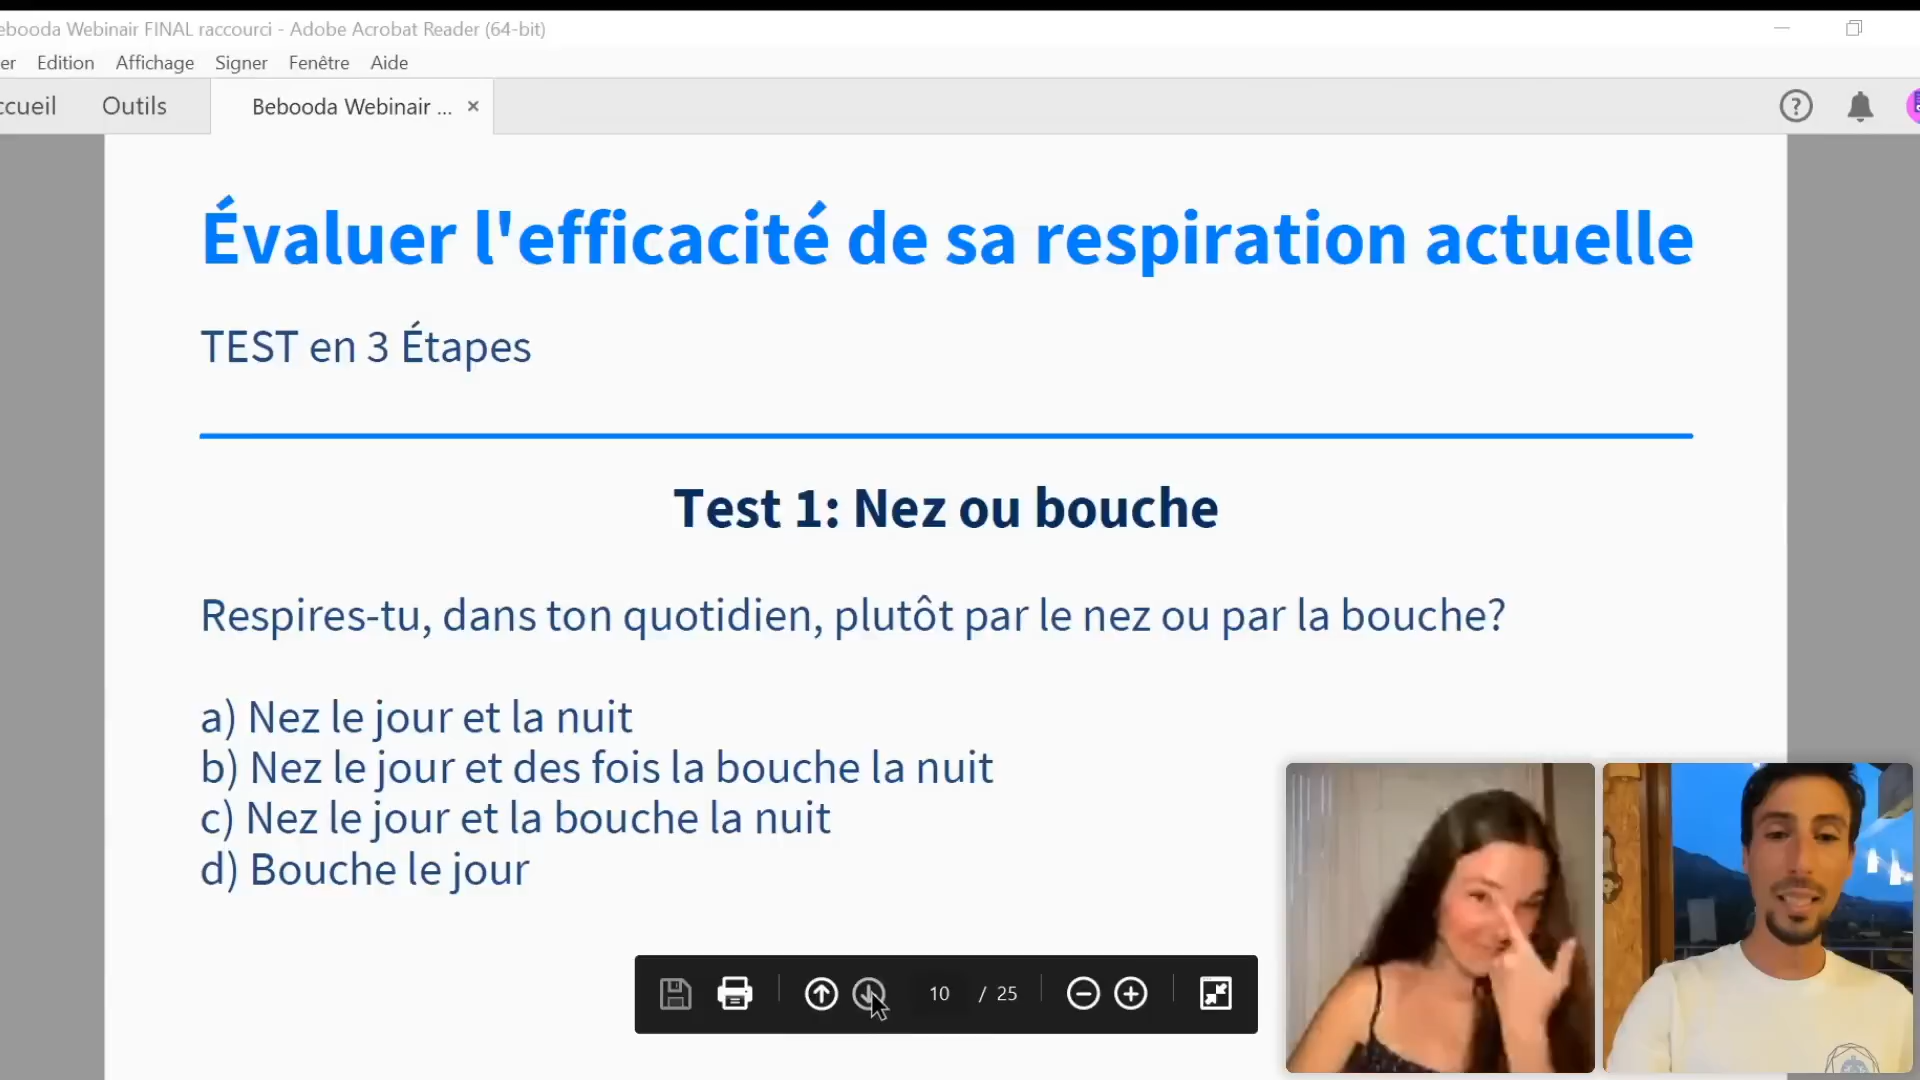 ebooda Webinair FINAL raccourci - Adobe Acrobat Reader (64-bit)
er Edition Affichage Signer Fenêtre Aide
ccueil Outils Bebooda Webinair ... ×
Évaluer l'efficacité de sa respiration actuelle
TEST en 3 Étapes
Test 1: Nez ou bouche
Respires-tu, dans ton quotidien, plutôt par le nez ou par la bouche?
a) Nez le jour et la nuit
b) Nez le jour et des fois la bouche la nuit
c) Nez le jour et la bouche la nuit
d) Bouche le jour
10 / 25